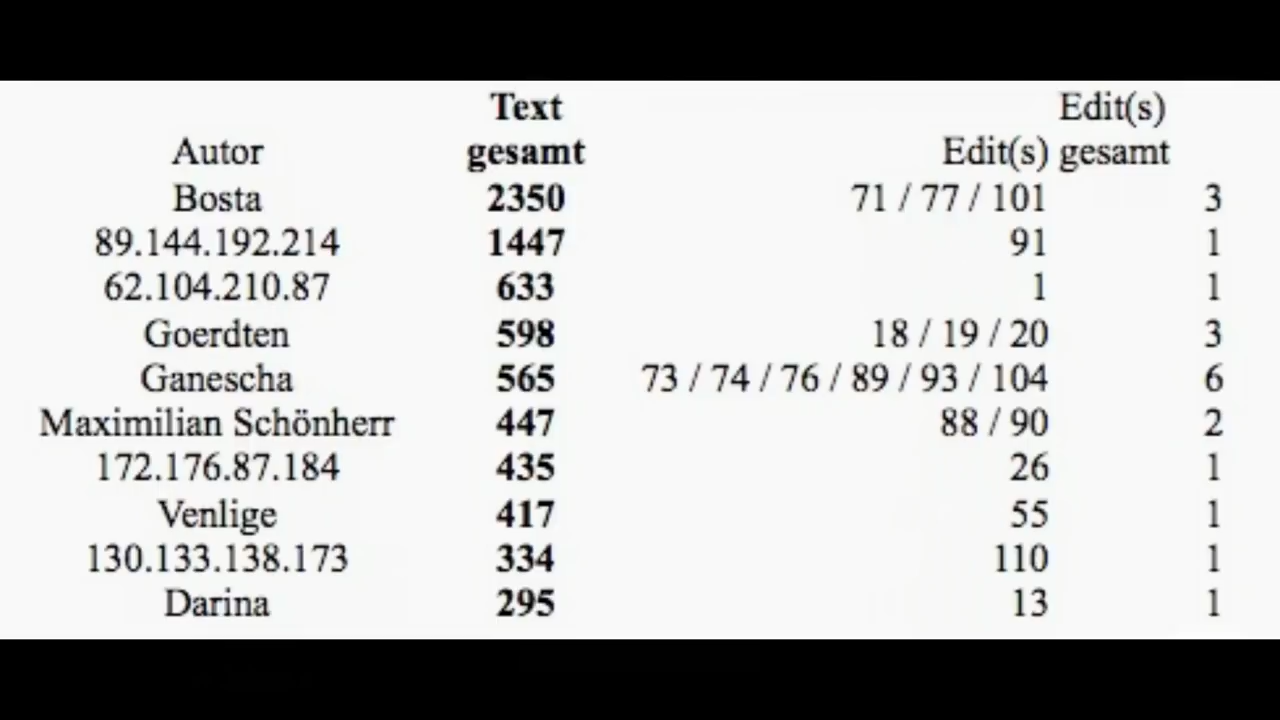 Text Edit(s)
Autor gesamt Edit(s) gesamt
Bosta 2350 71 / 77 / 101 3
89.144.192.214 1447 91 1
62.104.210.87 633 1 1
Goerdten 598 18 / 19 / 20 3
Ganescha 565 73 / 74 / 76 / 89 / 93 / 104 6
Maximilian Schönherr 447 88 / 90 2
172.176.87.184 435 26 1
Venlige 417 55 1
130.133.138.173 334 110 1
Darina 295 13 1